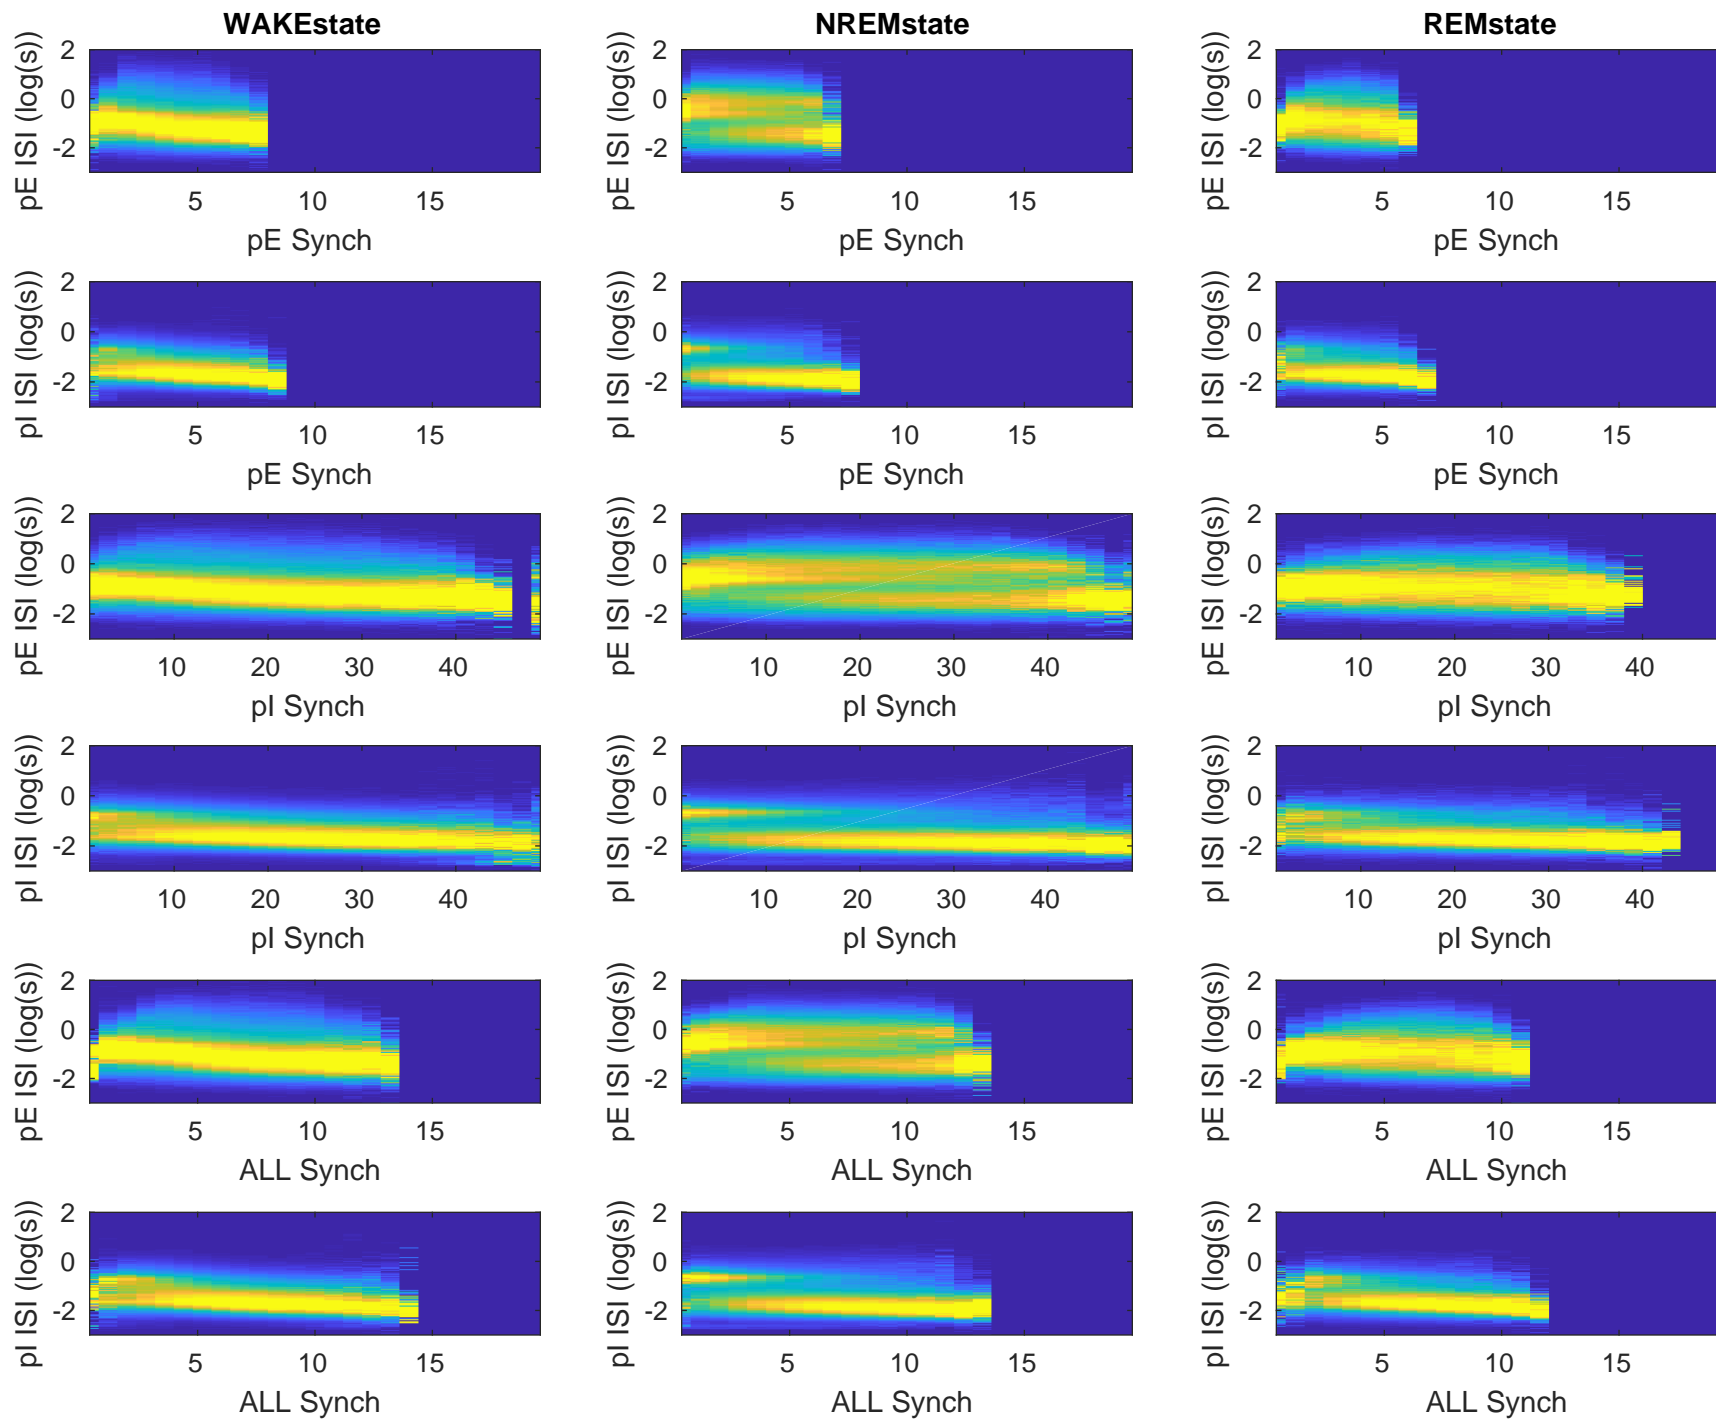 WAKEstate NREMstate REMstate
2 2 2
pE ISI (log(s)) pE ISI (log(s)) pE ISI (log(s))
0 0 0
-2 -2 -2
5 10 15 5 10 15 5 10 15
pE Synch pE Synch pE Synch
2 2 2
pI ISI (log(s)) pI ISI (log(s)) pI ISI (log(s))
0 0 0
-2 -2 -2
5 10 15 5 10 15 5 10 15
pE Synch pE Synch pE Synch
2 2 2
pE ISI (log(s)) pE ISI (log(s)) pE ISI (log(s))
0 0 0
-2 -2 -2
10 20 30 40 10 20 30 40 10 20 30 40
pI Synch pI Synch pI Synch
2 2 2
pI ISI (log(s)) pI ISI (log(s)) pI ISI (log(s))
0 0 0
-2 -2 -2
10 20 30 40 10 20 30 40 10 20 30 40
pI Synch pI Synch pI Synch
2 2 2
pE ISI (log(s)) pE ISI (log(s)) pE ISI (log(s))
0 0 0
-2 -2 -2
5 10 15 5 10 15 5 10 15
ALL Synch ALL Synch ALL Synch
2 2 2
pI ISI (log(s)) pI ISI (log(s)) pI ISI (log(s))
0 0 0
-2 -2 -2
5 10 15 5 10 15 5 10 15
ALL Synch ALL Synch ALL Synch